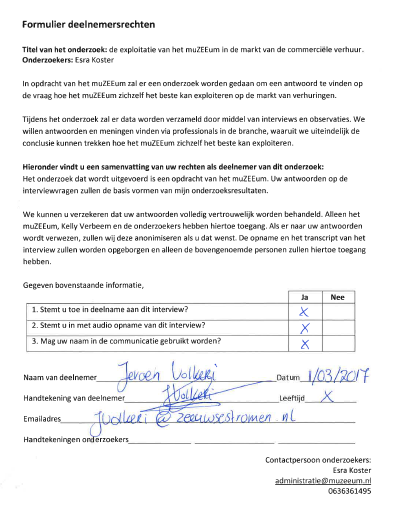 Formulier deelnemersrechten
Titel van het onderzoek: de exploitatie van het muZEEum in de markt van de commerciële verhuur.
Onderzoekers: Esra Koster
In opdracht van het muZEEum zal er een onderzoek worden gedaan om een antwoord te vinden op
de vraag hoe het muZEEum zichzelf het beste kan exploiteren op de markt van verhuringen.
Tijdens het onderzoek zal er data worden verzameld door middel van interviews en observaties. We
willen antwoorden en meningen vinden via professionals in de branche, waaruit we uiteindelijk de
conclusie kunnen trekken hoe het muZEEum zichzelf het beste kan exploiteren.
Hieronder vindt u een samenvatting van uw rechten als deelnemer van dit onderzoek:
Het onderzoek dat wordt uitgevoerd is een opdracht van het muZEEum. Uw antwoorden op de
interviewvragen zullen de basis vormen van mijn onderzoeksresultaten.
We kunnen u verzekeren dat uw antwoorden volledig vertrouwelijk worden behandeld. Alleen het
muZEEum, Kelly Verbeem en de onderzoekers hebben hiertoe toegang. Als er naar uw antwoorden
wordt verwezen, zullen wij deze anonimiseren als u dat wenst. De opname en het transcript van het
interview zullen worden opgeborgen en alleen de bovengenoemde personen zullen hiertoe toegang
hebben.
Gegeven bovenstaande informatie,
Ja Nee
1. Stemt u toe in deelname aan dit interview? X
2. Stemt u in met audio opname van dit interview? X
3. Mag uw naam in de communicatie gebruikt worden? X
Naam van deelnemer Jeroen Volkeri Datum 1/03/2017
Handtekening van deelnemer JVolkeri Leeftijd X
Emailadres JVolkeri @ zeeuwsestromen.nl
Handtekeningen onderzoekers
Contactpersoon onderzoekers:
Esra Koster
administratie@muzeeum.nl
0636361495